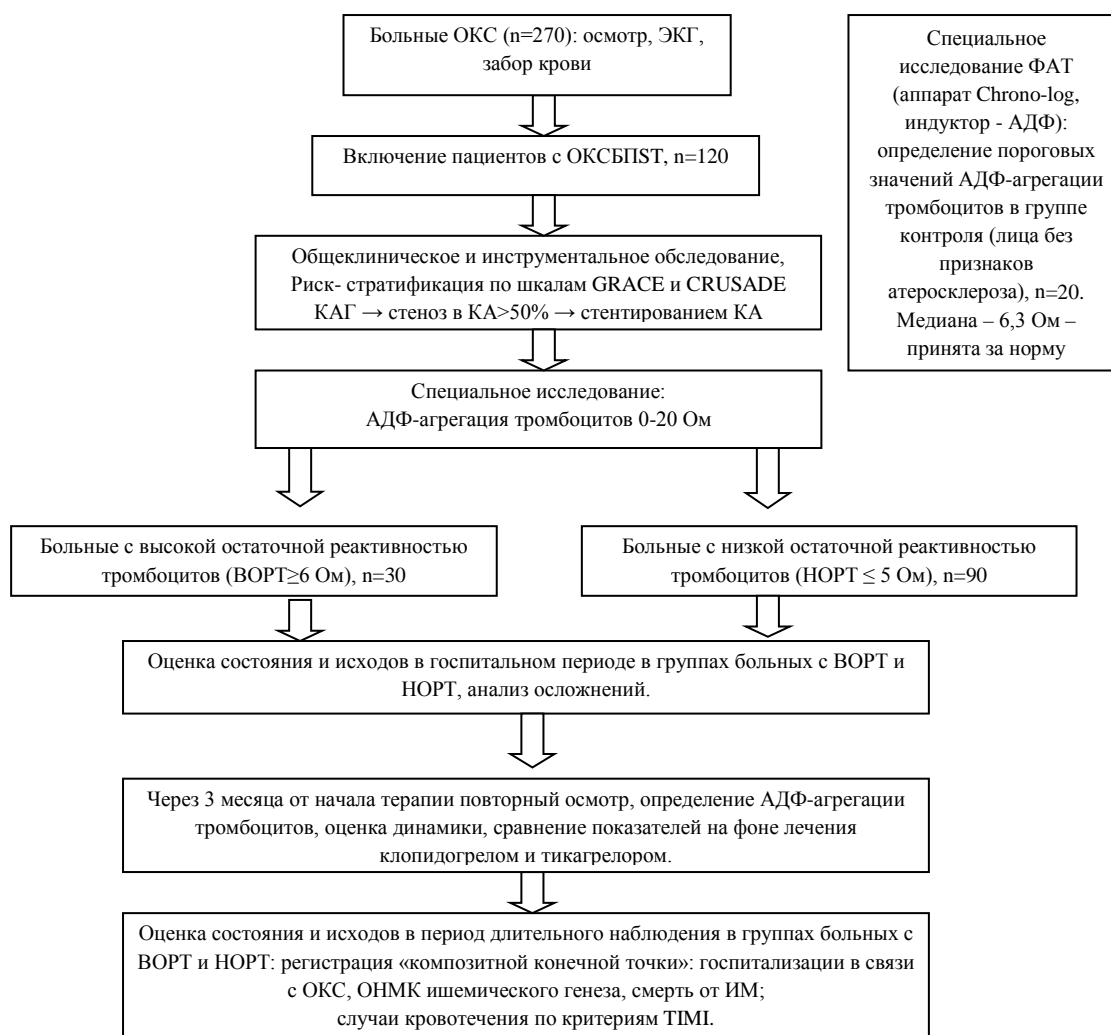 Больные ОКС (n=270): осмотр, ЭКГ,
забор крови
Специальное
исследование ФАТ
(аппарат Chrono-log,
индуктор - АДФ):
определение пороговых
значений АДФ-агрегации
тромбоцитов в группе
контроля (лица без
признаков
атеросклероза), n=20.
Медиана – 6,3 Ом –
принята за норму
Включение пациентов с ОКСБПST, n=120
Общеклиническое и инструментальное обследование,
Риск- стратификация по шкалам GRACE и CRUSADE
КАГ → стеноз в КА>50% → стентированием КА
Специальное исследование:
АДФ-агрегация тромбоцитов 0-20 Ом
Больные с высокой остаточной реактивностью
тромбоцитов (ВОРТ≥6 Ом), n=30
Больные с низкой остаточной реактивностью
тромбоцитов (НОРТ ≤ 5 Ом), n=90
Оценка состояния и исходов в госпитальном периоде в группах больных с ВОРТ и
НОРТ, анализ осложнений.
Через 3 месяца от начала терапии повторный осмотр, определение АДФ-агрегации
тромбоцитов, оценка динамики, сравнение показателей на фоне лечения
клопидогрелом и тикагрелором.
Оценка состояния и исходов в период длительного наблюдения в группах больных с
ВОРТ и НОРТ: регистрация «композитной конечной точки»: госпитализации в связи
с ОКС, ОНМК ишемического генеза, смерть от ИМ;
случаи кровотечения по критериям TIMI.